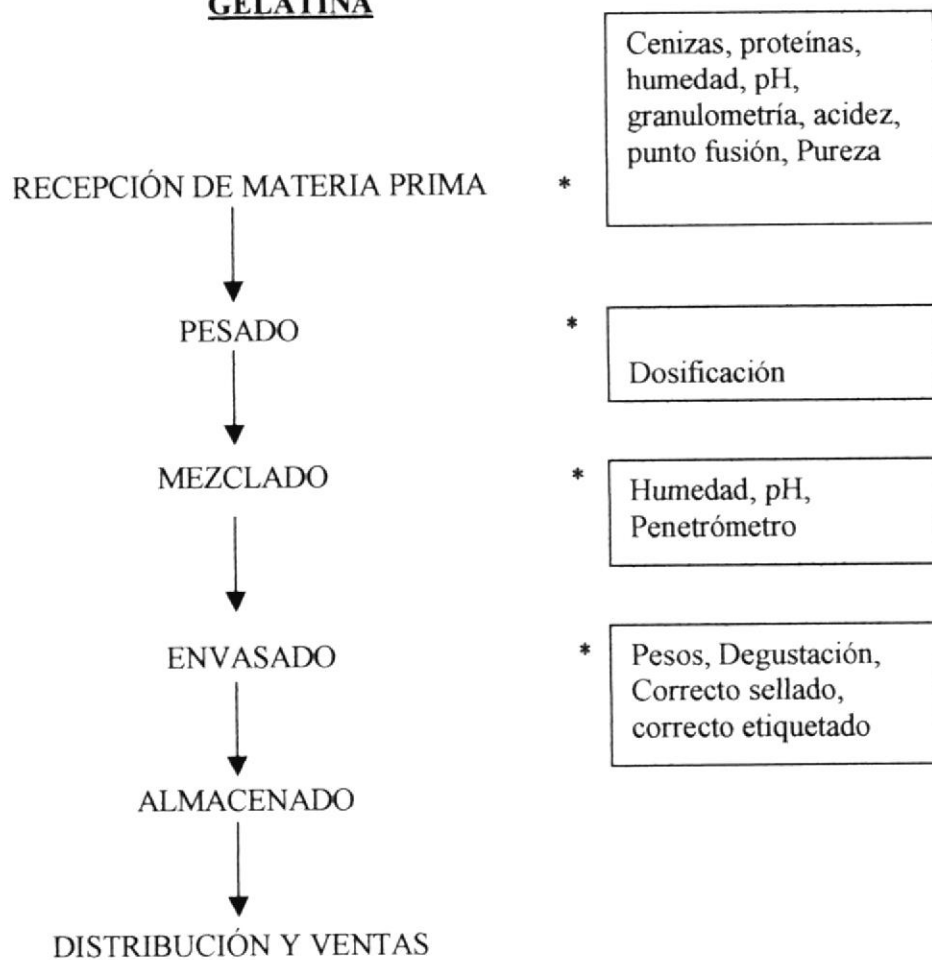 GELATINA
Cenizas, proteínas,
humedad, pH,
granulometría, acidez,
punto fusión, Pureza
RECEPCIÓN DE MATERIA PRIMA *
PESADO *
Dosificación
MEZCLADO *
Humedad, pH,
Penetrómetro
ENVASADO *
Pesos, Degustación,
Correcto sellado,
correcto etiquetado
ALMACENADO
DISTRIBUCIÓN Y VENTAS